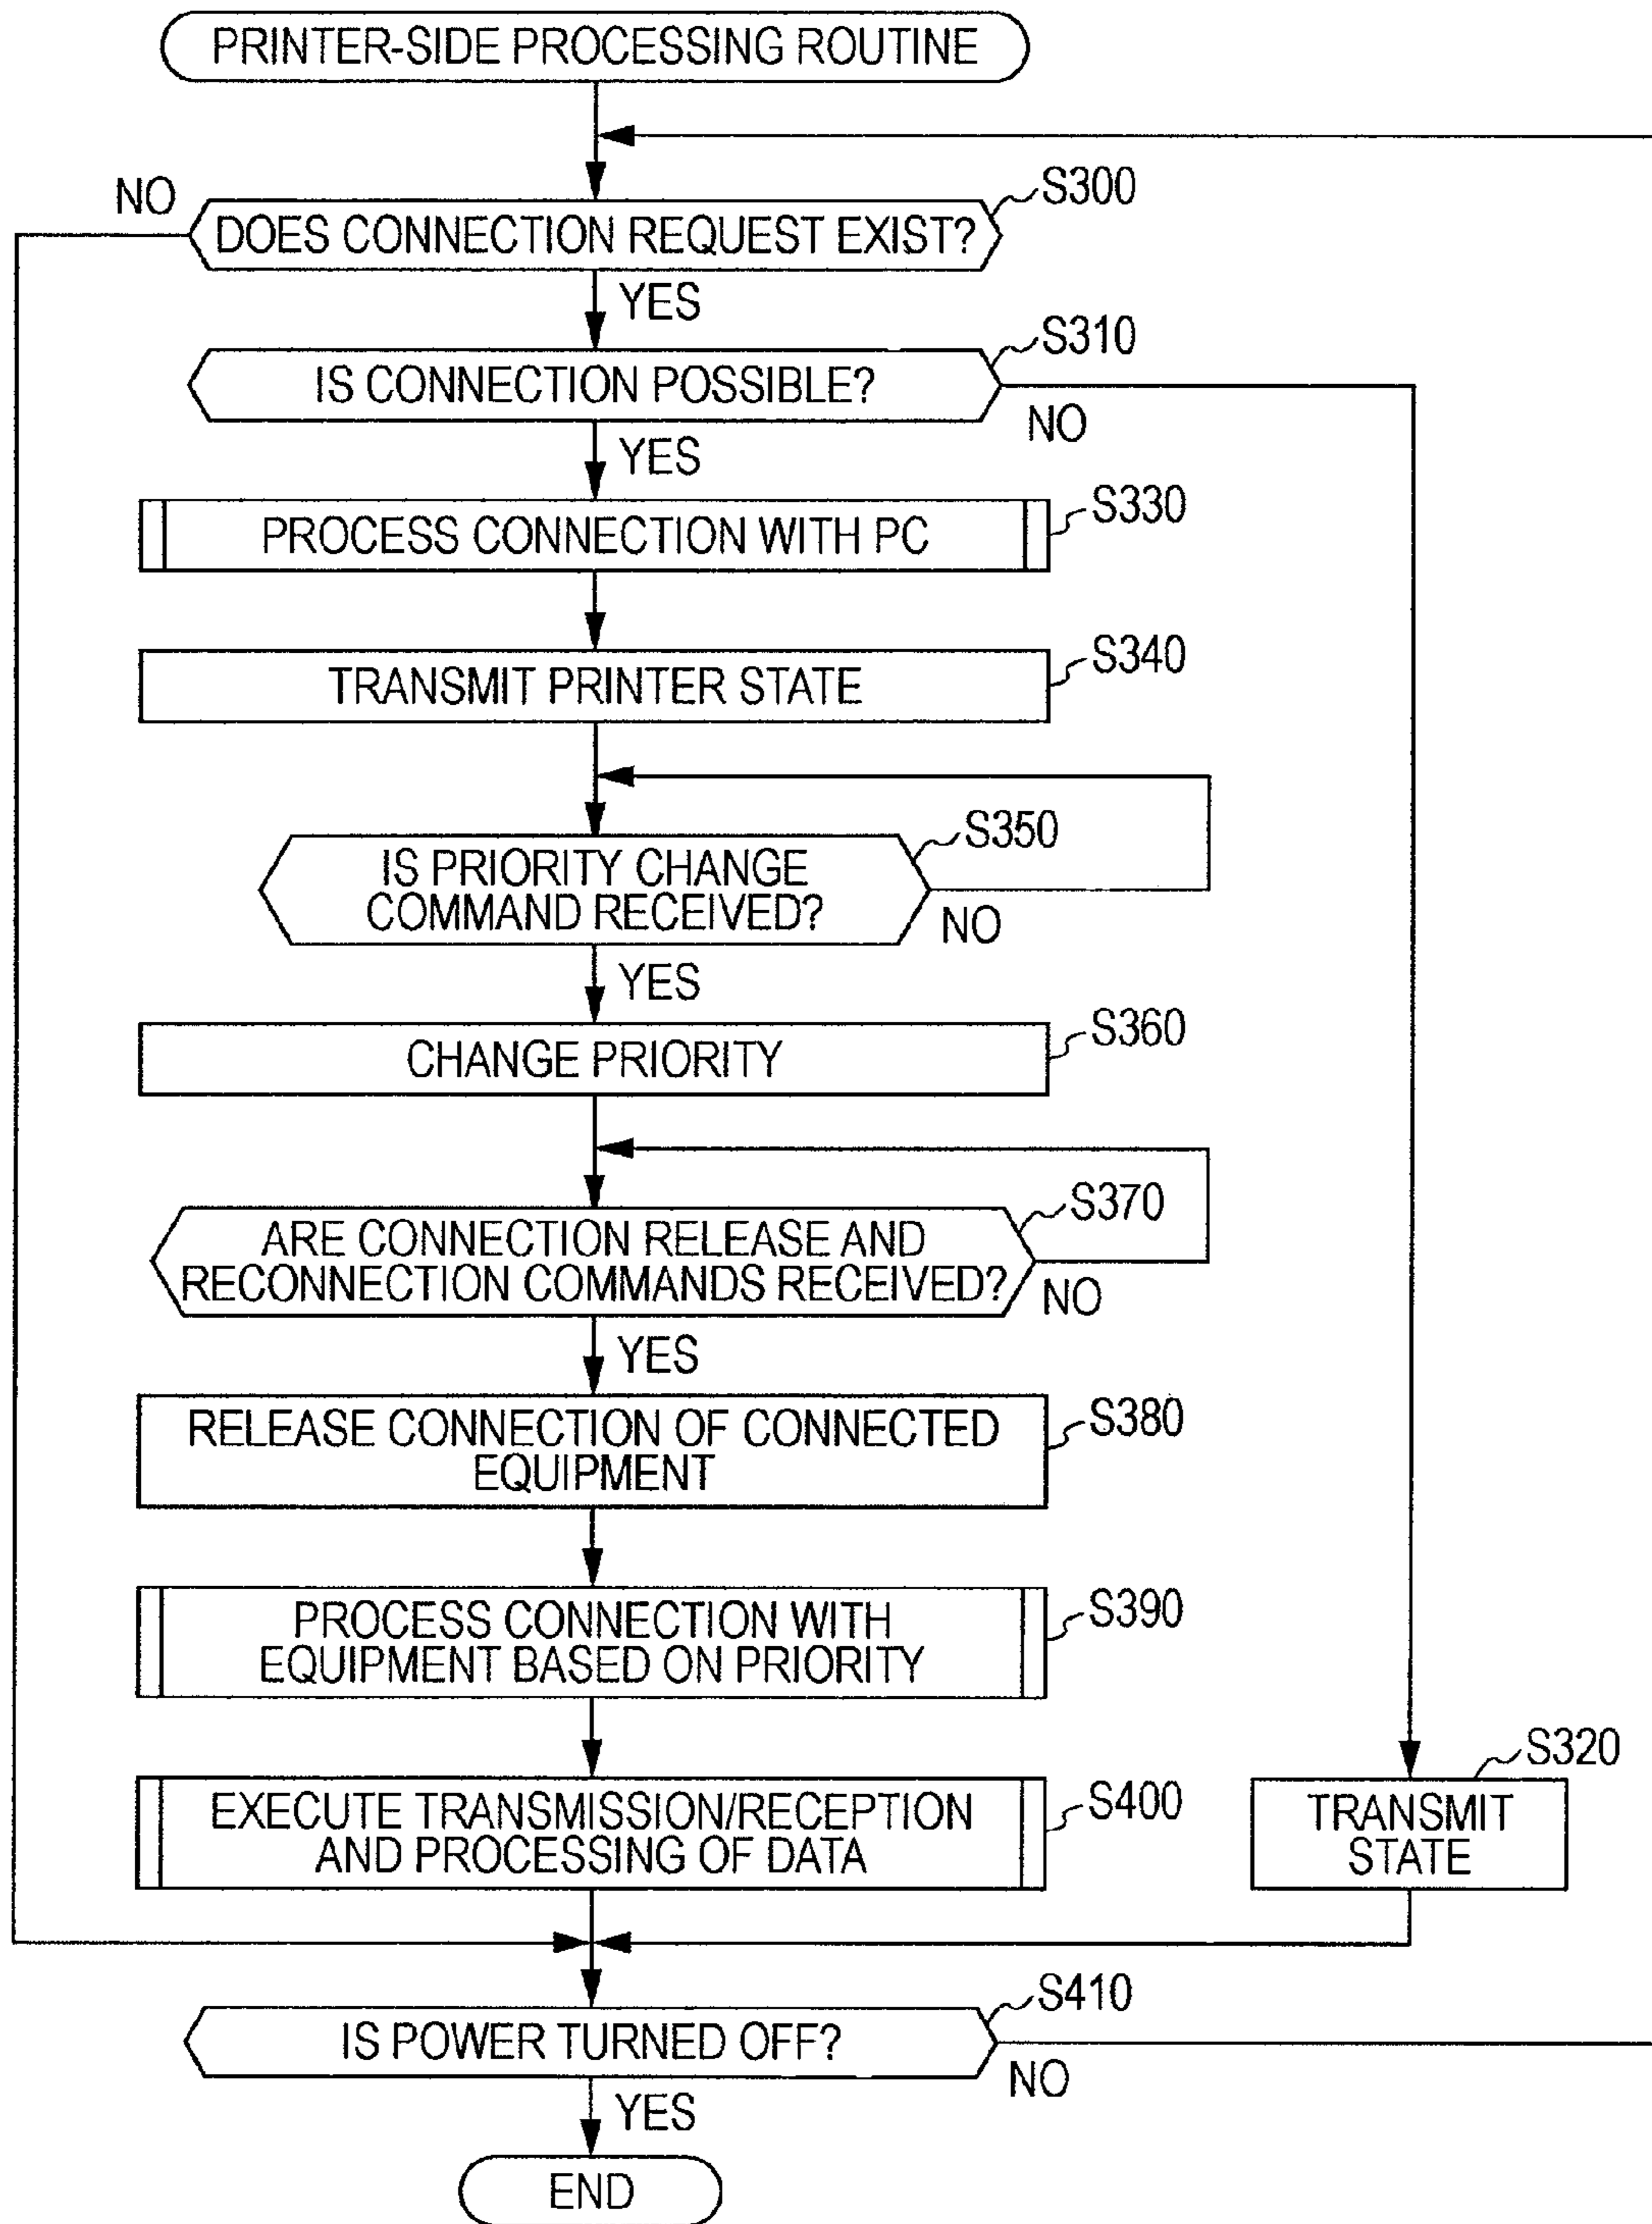 PRINTER-SIDE PROCESSING ROUTINE
NO
S300
DOES CONNECTION REQUEST EXIST?
YES
S310
IS CONNECTION POSSIBLE?
NO
YES
S330
PROCESS CONNECTION WITH PC
S340
TRANSMIT PRINTER STATE
S350
IS PRIORITY CHANGE
COMMAND RECEIVED?
NO
YES
S360
CHANGE PRIORITY
S370
ARE CONNECTION RELEASE AND
RECONNECTION COMMANDS RECEIVED?
NO
YES
S380
RELEASE CONNECTION OF CONNECTED
EQUIPMENT
S390
PROCESS CONNECTION WITH
EQUIPMENT BASED ON PRIORITY
S320
S400
EXECUTE TRANSMISSION/RECEPTION
AND PROCESSING OF DATA
TRANSMIT
STATE
S410
IS POWER TURNED OFF?
NO
YES
END